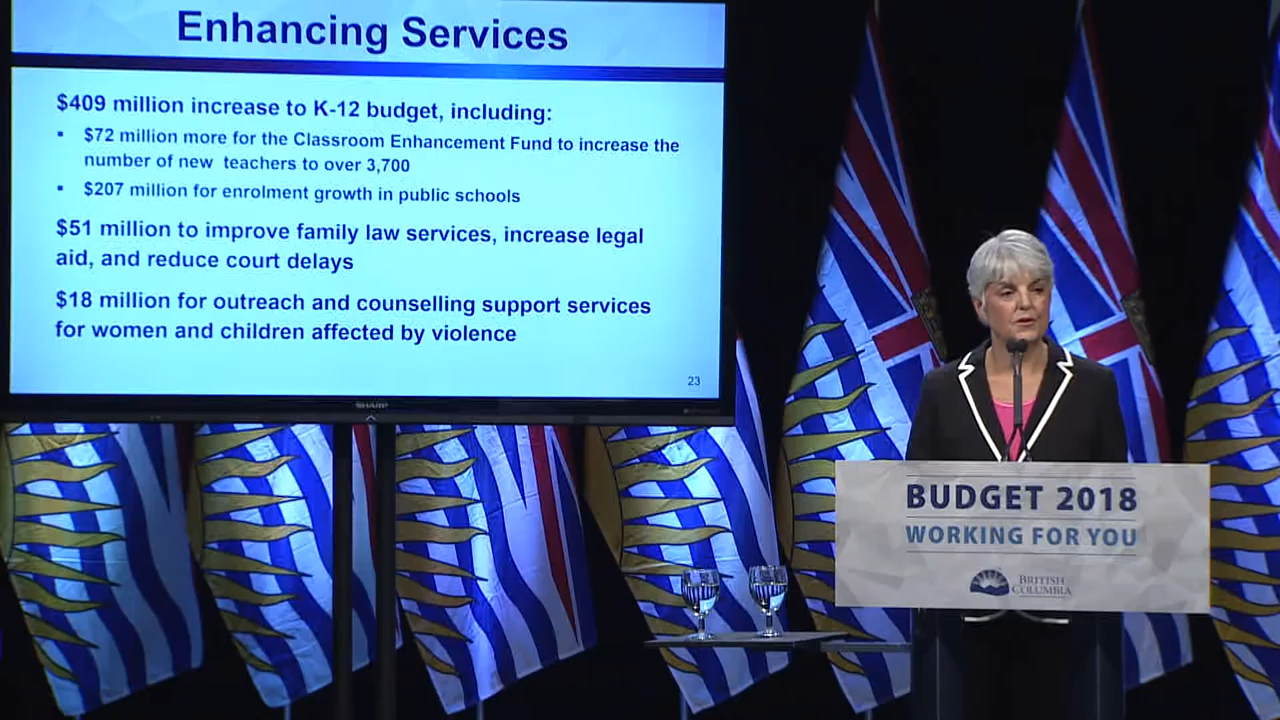 Enhancing Services
$409 million increase to K-12 budget, including:
▪ $72 million more for the Classroom Enhancement Fund to increase the
number of new teachers to over 3,700
▪ $207 million for enrolment growth in public schools
$51 million to improve family law services, increase legal
aid, and reduce court delays
$18 million for outreach and counselling support services
for women and children affected by violence
23
SHARP
BUDGET 2018
WORKING FOR YOU
BRITISH
COLUMBIA